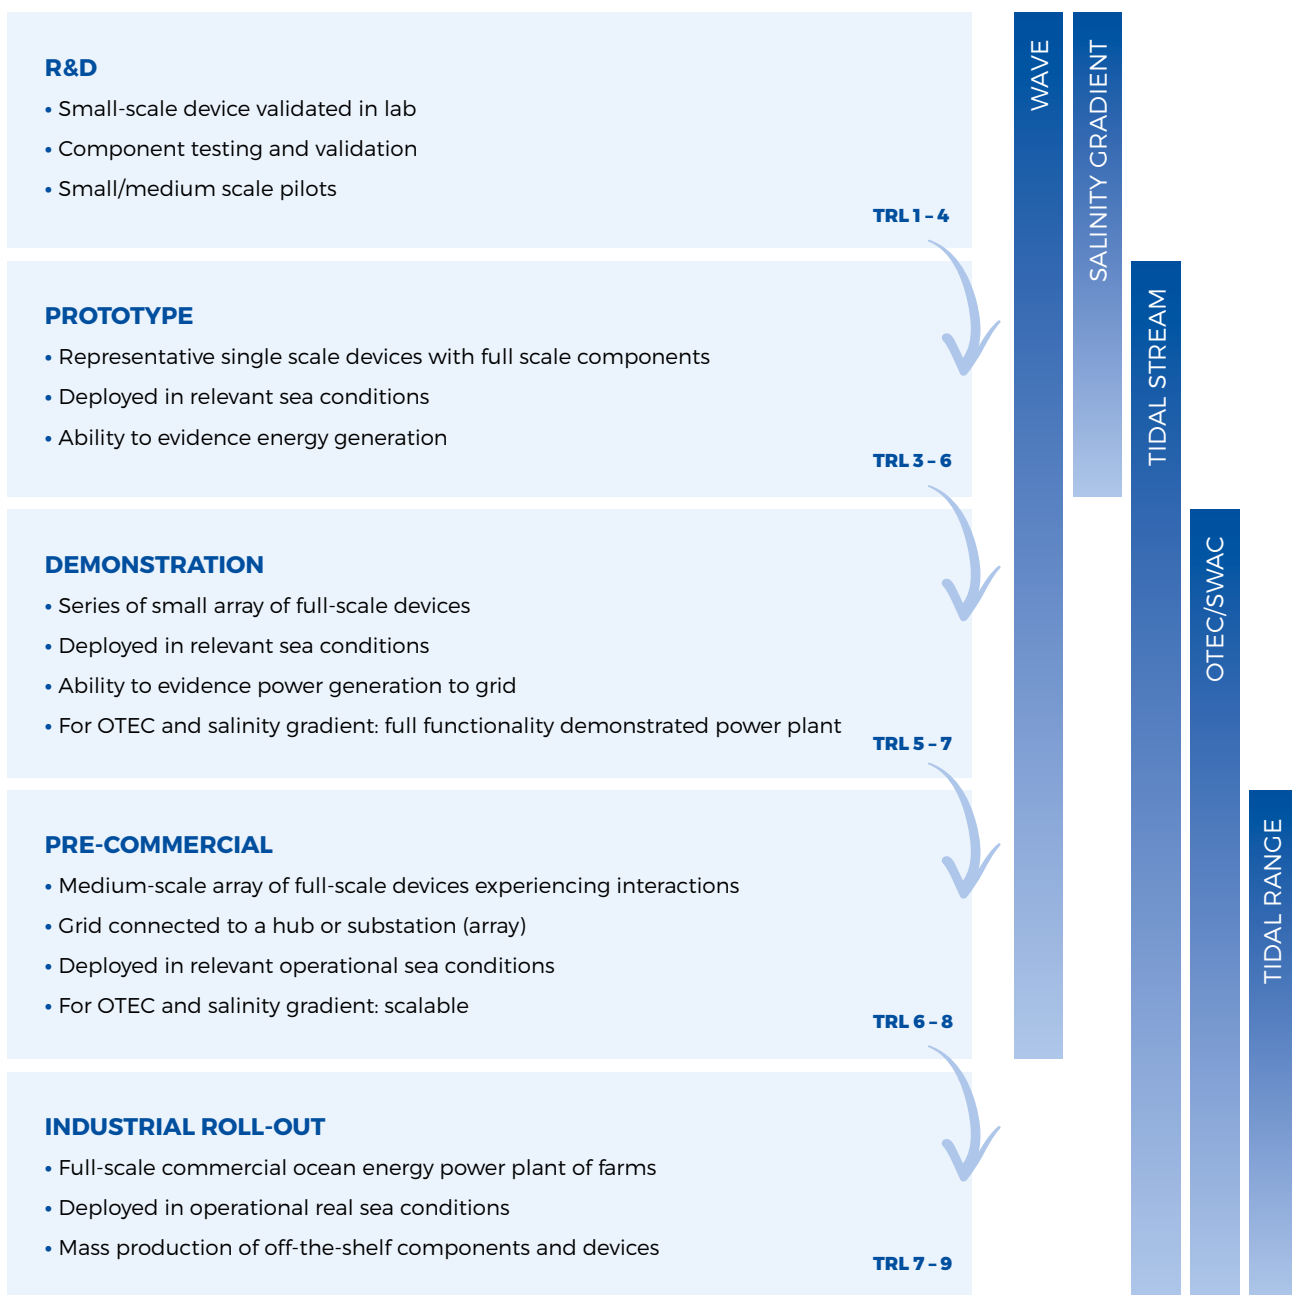 R&D
• Small-scale device validated in lab
• Component testing and validation
• Small/medium scale pilots
TRL 1 – 4
PROTOTYPE
• Representative single scale devices with full scale components
• Deployed in relevant sea conditions
• Ability to evidence energy generation
TRL 3 – 6
DEMONSTRATION
• Series of small array of full-scale devices
• Deployed in relevant sea conditions
• Ability to evidence power generation to grid
• For OTEC and salinity gradient: full functionality demonstrated power plant
TRL 5 – 7
PRE-COMMERCIAL
• Medium-scale array of full-scale devices experiencing interactions
• Grid connected to a hub or substation (array)
• Deployed in relevant operational sea conditions
• For OTEC and salinity gradient: scalable
TRL 6 – 8
INDUSTRIAL ROLL-OUT
• Full-scale commercial ocean energy power plant of farms
• Deployed in operational real sea conditions
• Mass production of off-the-shelf components and devices
TRL 7 – 9
WAVE
SALINITY GRADIENT
TIDAL STREAM
OTEC/SWAC
TIDAL RANGE